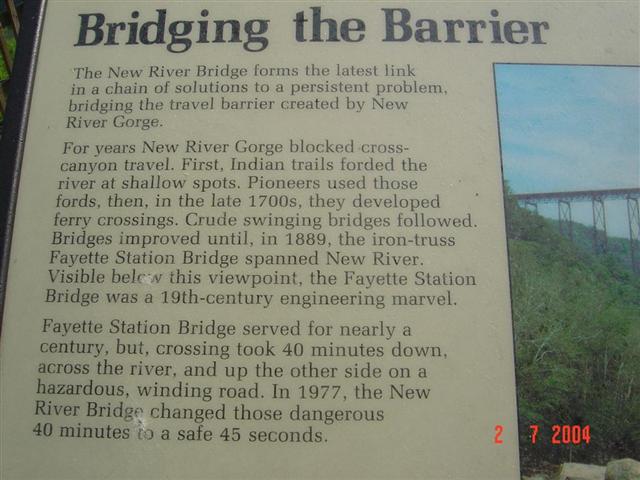 Bridging the Barrier
The New River Bridge forms the latest link
in a chain of solutions to a persistent problem,
bridging the travel barrier created by New
River Gorge.
For years New River Gorge blocked cross-
canyon travel. First, Indian trails forded the
river at shallow spots. Pioneers used those
fords, then, in the late 1700s, they developed
ferry crossings. Crude swinging bridges followed.
Bridges improved until, in 1889, the iron-truss
Fayette Station Bridge spanned New River.
Visible below this viewpoint, the Fayette Station
Bridge was a 19th-century engineering marvel.
Fayette Station Bridge served for nearly a
century, but, crossing took 40 minutes down,
across the river, and up the other side on a
hazardous, winding road. In 1977, the New
River Bridge changed those dangerous
40 minutes to a safe 45 seconds.
2 7 2004